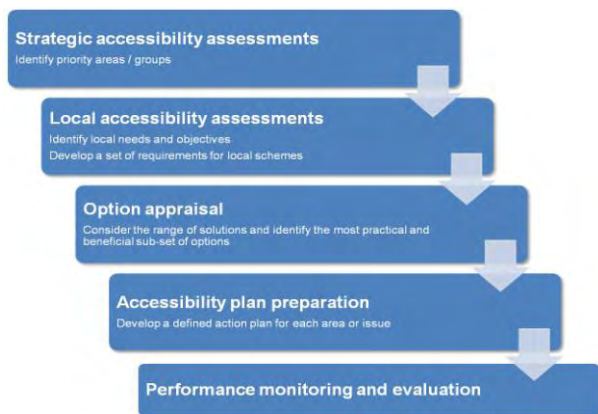 Strategic accessibility assessments
Identify priority areas / groups
Local accessibility assessments
Identify local needs and objectives
Develop a set of requirements for local schemes
Option appraisal
Consider the range of solutions and identify the most practical and
beneficial sub-set of options
Accessibility plan preparation
Develop a defined action plan for each area or issue
Performance monitoring and evaluation